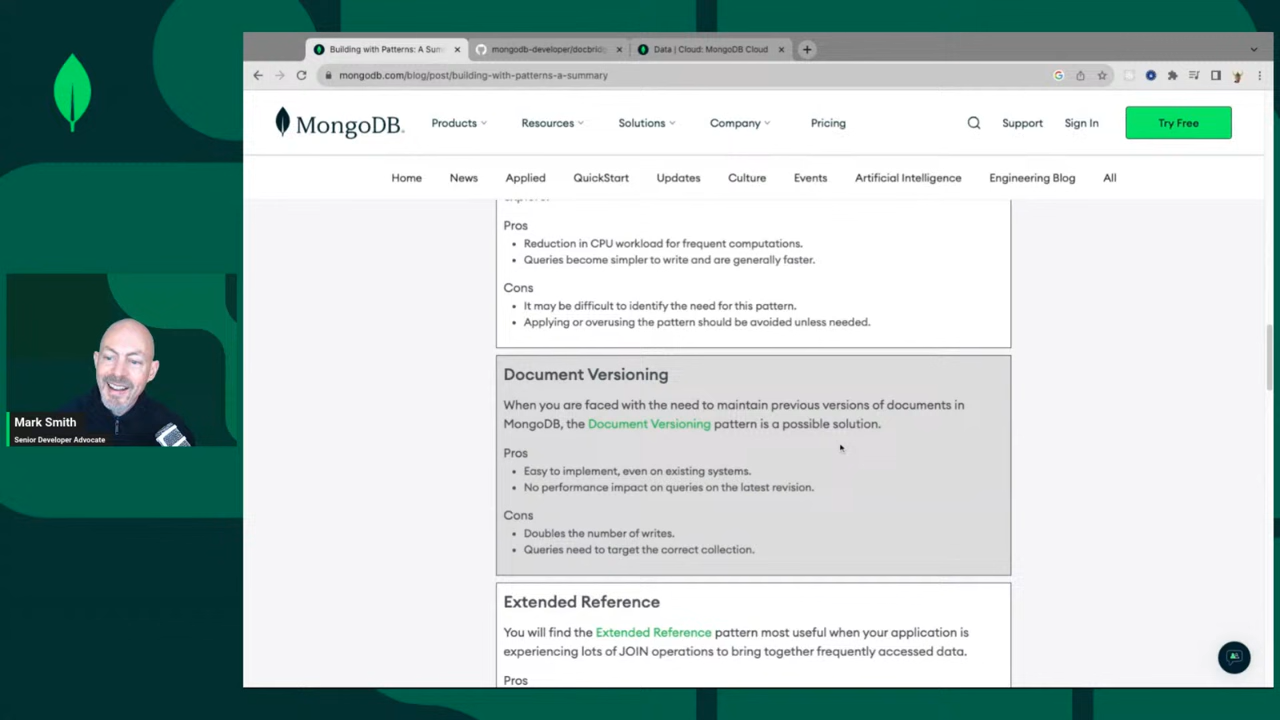 Building with Patterns: A Sum
mongodb-developer/docbridg
Data | Cloud: MongoDB Cloud
mongodb.com/blog/post/building-with-patterns-a-summary
MongoDB.
Products
Resources
Solutions
Company
Pricing
Support
Sign In
Try Free
Home
News
Applied
QuickStart
Updates
Culture
Events
Artificial Intelligence
Engineering Blog
All
Pros
• Reduction in CPU workload for frequent computations.
• Queries become simpler to write and are generally faster.
Cons
• It may be difficult to identify the need for this pattern.
• Applying or overusing the pattern should be avoided unless needed.
Document Versioning
When you are faced with the need to maintain previous versions of documents in
MongoDB, the Document Versioning pattern is a possible solution.
Pros
• Easy to implement, even on existing systems.
• No performance impact on queries on the latest revision.
Cons
• Doubles the number of writes.
• Queries need to target the correct collection.
Extended Reference
You will find the Extended Reference pattern most useful when your application is
experiencing lots of JOIN operations to bring together frequently accessed data.
Pros
Mark Smith
Senior Developer Advocate